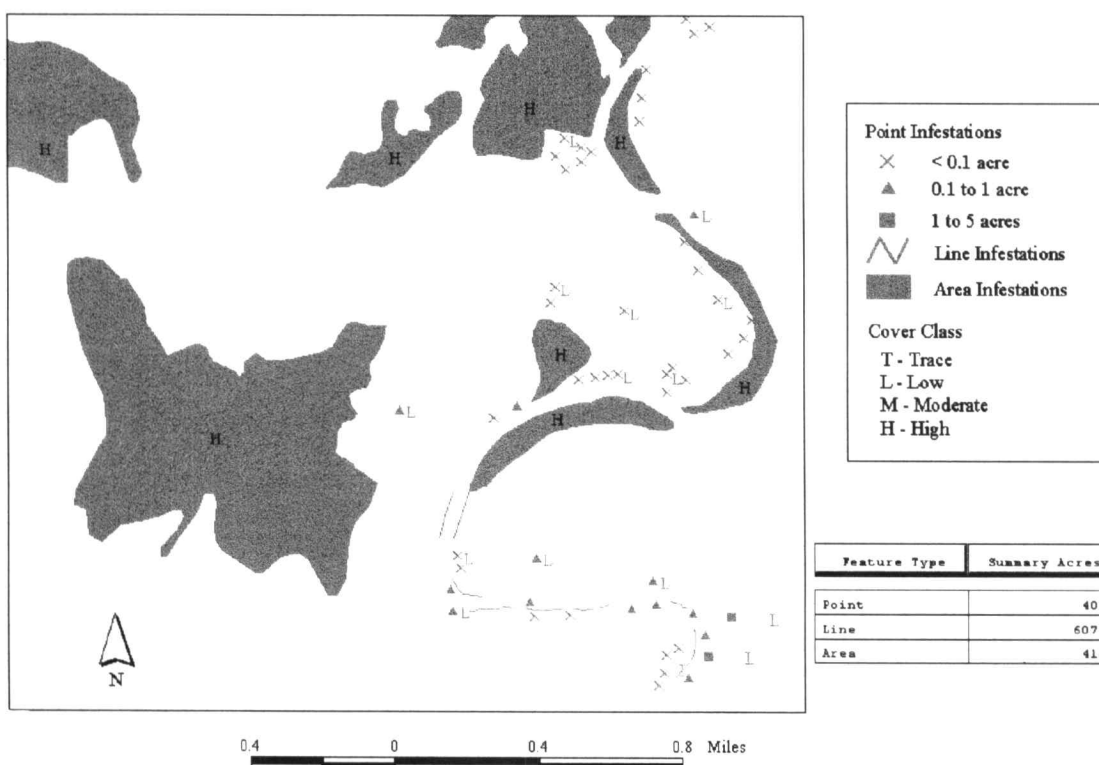 H
H
H
H
L
L
L
L
L
H
L
L
H
H
L
H
H
L
L
L
L
L
L
N
Point Infestations
< 0.1 acre
0.1 to 1 acre
1 to 5 acres
Line Infestations
Area Infestations
Cover Class
T - Trace
L - Low
M - Moderate
H - High
Feature Type Summary Acres
Point 40
Line 607
Area 41
0.4 0 0.4 0.8 Miles